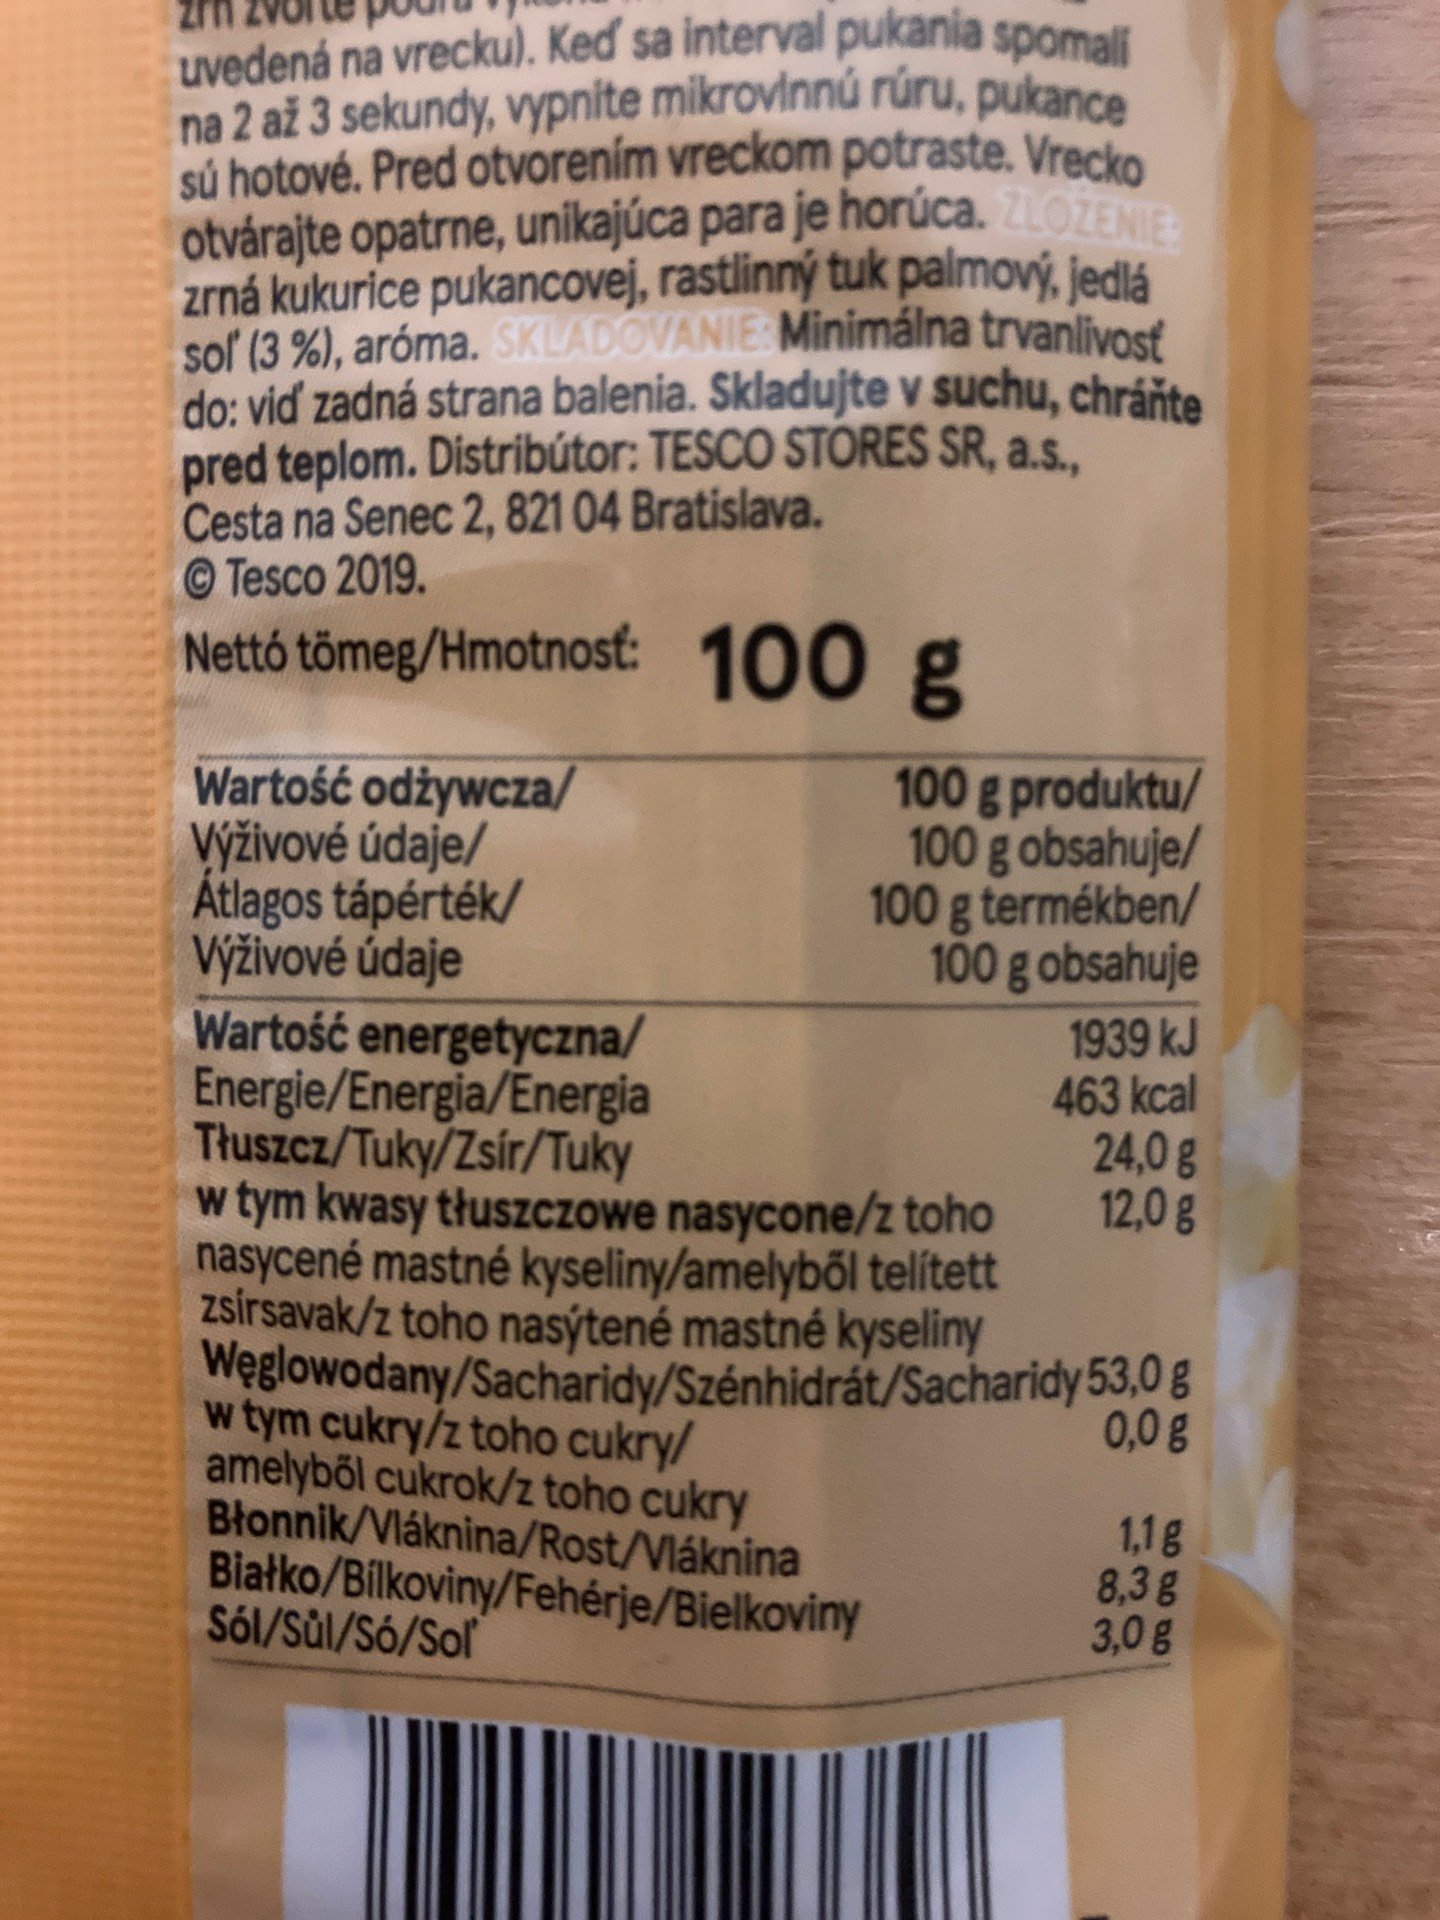 uvedená na vrecku). Keď sa interval pukania spomalí
na 2 až 3 sekundy, vypnite mikrovlnnú rúru, pukance
sú hotové. Pred otvorením vreckom potraste. Vrecko
otvárajte opatrne, unikajúca para je horúca. ZLOŽENIE:
zrná kukurice pukancovej, rastlinný tuk palmový, jedlá
soľ (3 %), aróma. SKLADOVANIE: Minimálna trvanlivosť
do: viď zadná strana balenia. Skladujte v suchu, chráňte
pred teplom. Distribútor: TESCO STORES SR, a.s.,
Cesta na Senec 2, 821 04 Bratislava.
© Tesco 2019.
Nettó tömeg/Hmotnosť: 100 g
Wartość odżywcza/ 100 g produktu/
Výživové údaje/ 100 g obsahuje/
Átlagos tápérték/ 100 g termékben/
Výživové údaje 100 g obsahuje
Wartość energetyczna/ 1939 kJ
Energie/Energia/Energia 463 kcal
Tłuszcz/Tuky/Zsír/Tuky 24,0 g
w tym kwasy tłuszczowe nasycone/z toho 12,0 g
nasycené mastné kyseliny/amelyből telített
zsírsavak/z toho nasýtené mastné kyseliny
Węglowodany/Sacharidy/Szénhidrát/Sacharidy 53,0 g
w tym cukry/z toho cukry/ 0,0 g
amelyből cukrok/z toho cukry
Błonnik/Vláknina/Rost/Vláknina 1,1 g
Białko/Bílkoviny/Fehérje/Bielkoviny 8,3 g
Sól/Sůl/Só/Soľ 3,0 g